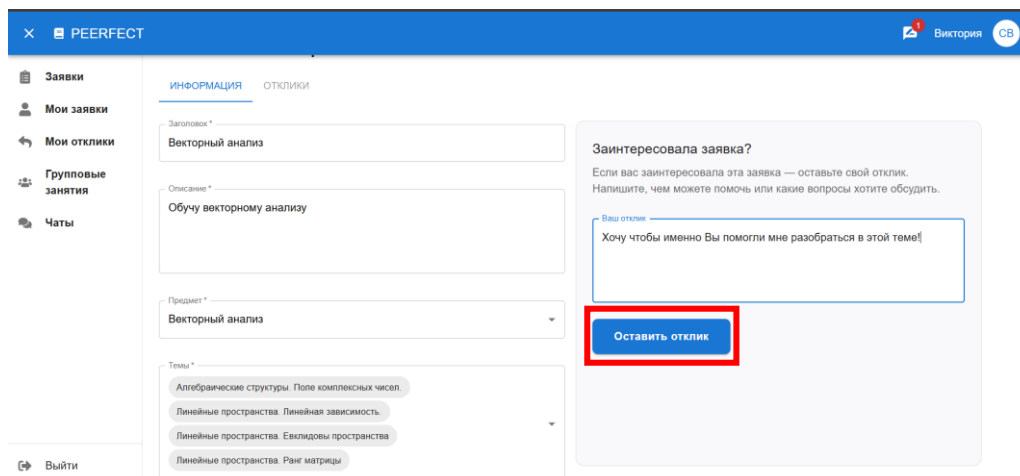 PEERFECT
1
Виктория
СВ
Заявки
Мои заявки
Мои отклики
Групповые
занятия
Чаты
Выйти
ИНФОРМАЦИЯ ОТКЛИКИ
Заголовок *
Векторный анализ
Описание *
Обучу векторному анализу
Предмет *
Векторный анализ
Темы *
Алгебраические структуры. Поле комплексных чисел.
Линейные пространства. Линейная зависимость.
Линейные пространства. Евклидовы пространства
Линейные пространства. Ранг матрицы
Заинтересовала заявка?
Если вас заинтересовала эта заявка — оставьте свой отклик.
Напишите, чем можете помочь или какие вопросы хотите обсудить.
Ваш отклик
Хочу чтобы именно Вы помогли мне разобраться в этой теме!
Оставить отклик